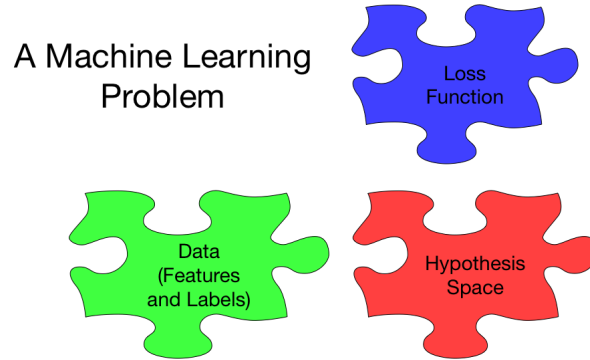 A Machine Learning
Problem
Loss
Function
Data
(Features
and Labels)
Hypothesis
Space